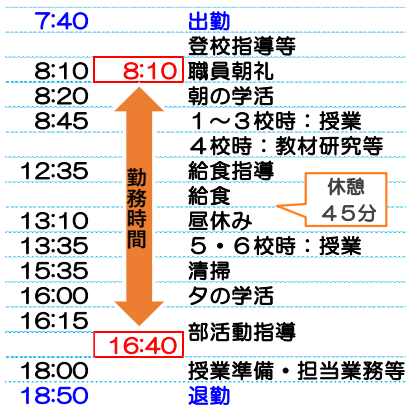 7:40 出勤
登校指導等
8:10 8:10 職員朝礼
8:20 朝の学活
8:45 1〜3校時：授業
4校時：教材研究等
12:35 給食指導
給食
13:10 昼休み
13:35 5・6校時：授業
15:35 清掃
16:00 夕の学活
16:15
部活動指導
16:40
18:00 授業準備・担当業務等
18:50 退勤
勤務時間
休憩
45分